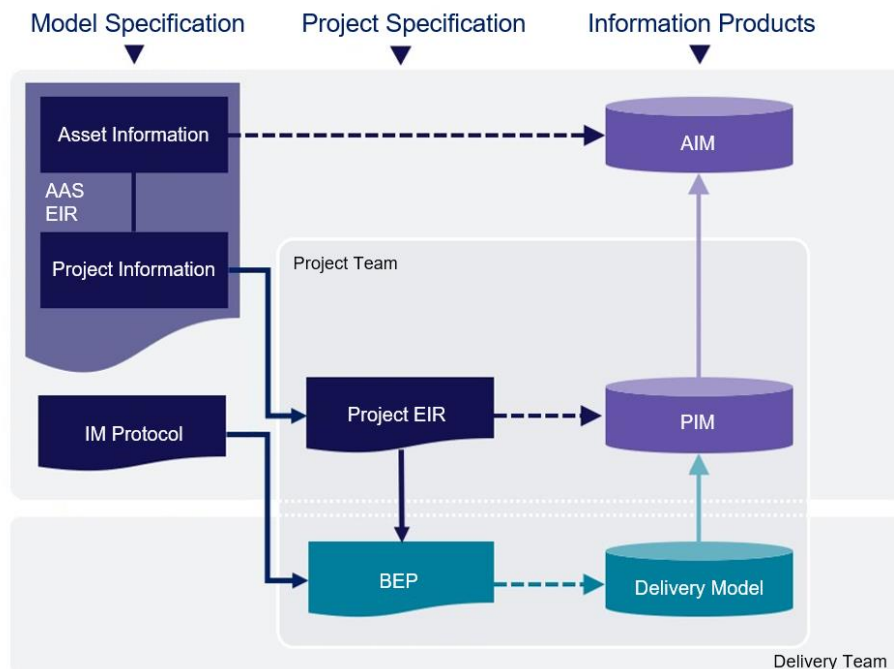 Model Specification
Project Specification
Information Products
Asset Information
AIM
AAS
EIR
Project Information
Project Team
IM Protocol
Project EIR
PIM
BEP
Delivery Model
Delivery Team